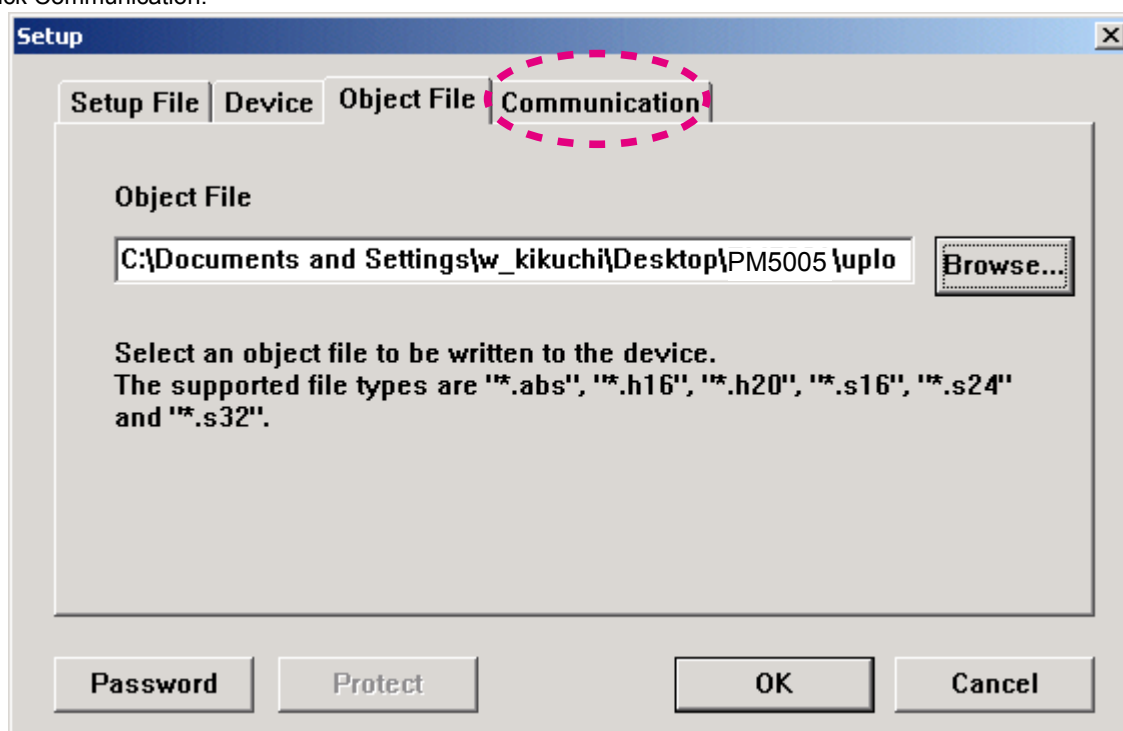 ck Communication.
Setup
Setup File Device Object File Communication
Object File
C:\Documents and Settings\w_kikuchi\Desktop\PM5005\uplo Browse...
Select an object file to be written to the device.
The supported file types are "*.abs", "*.h16", "*.h20", "*.s16", "*.s24"
and "*.s32".
Password Protect OK Cancel